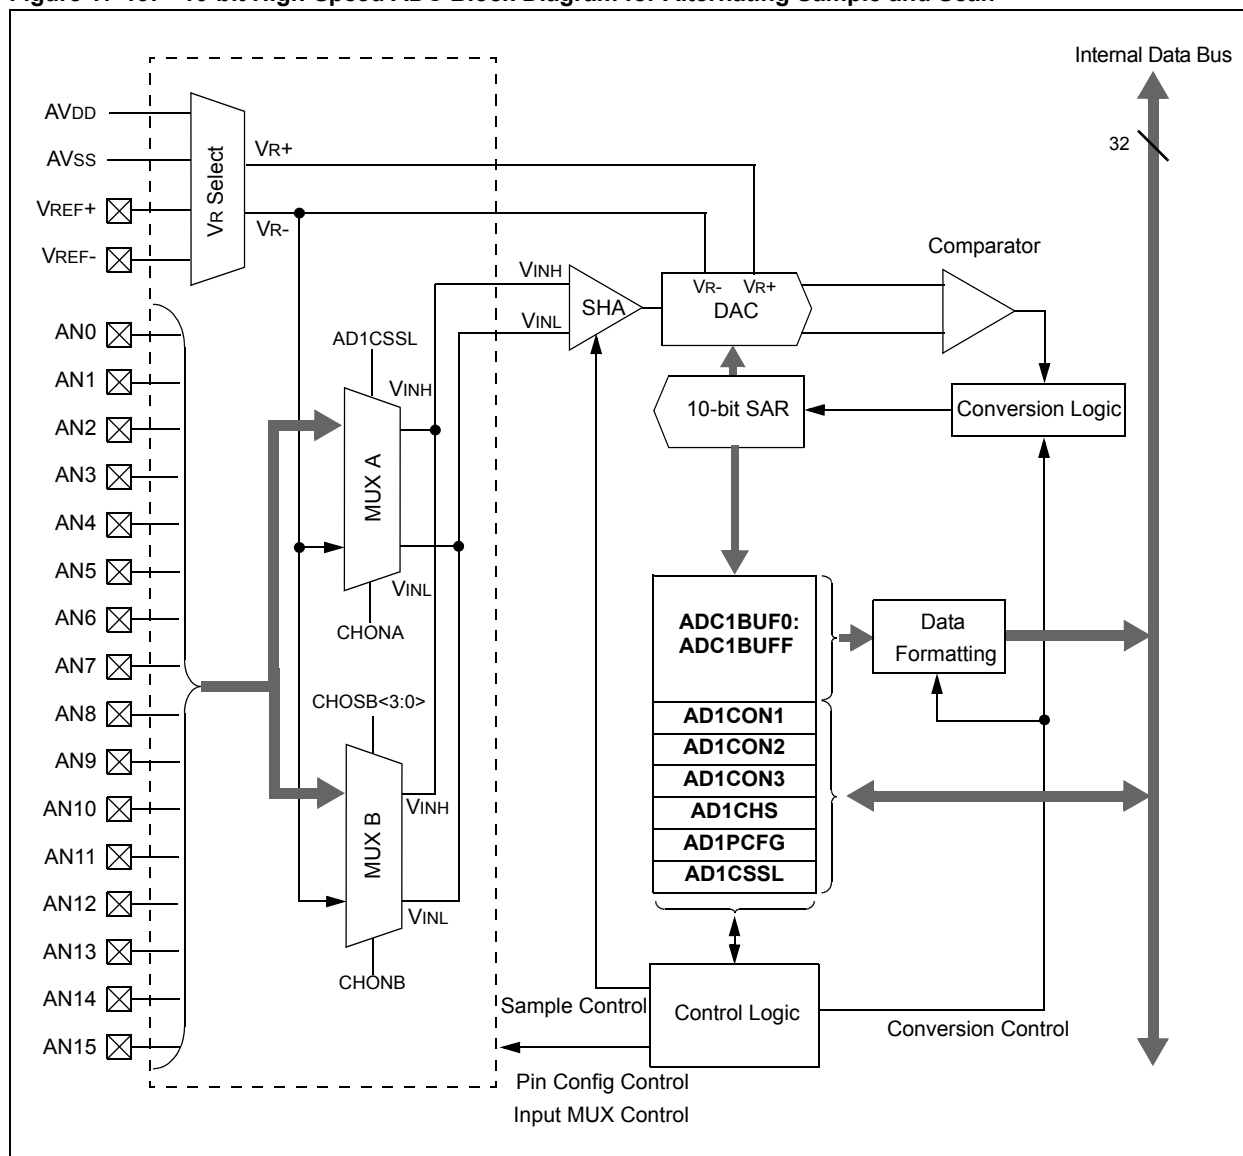 Internal Data Bus
32
AVDD
AVSS
VREF+
VREF-
VR Select
VR+
VR-
AN0
AN1
AN2
AN3
AN4
AN5
AN6
AN7
AN8
AN9
AN10
AN11
AN12
AN13
AN14
AN15
AD1CSSL
VINH
MUX A
VINL
CHONA
CHOSB<3:0>
VINH
MUX B
VINL
CHONB
VINH
VINL
SHA
VR- VR+
DAC
Comparator
10-bit SAR
Conversion Logic
ADC1BUF0:
ADC1BUFF
Data
Formatting
AD1CON1
AD1CON2
AD1CON3
AD1CHS
AD1PCFG
AD1CSSL
Sample Control
Control Logic
Conversion Control
Pin Config Control
Input MUX Control